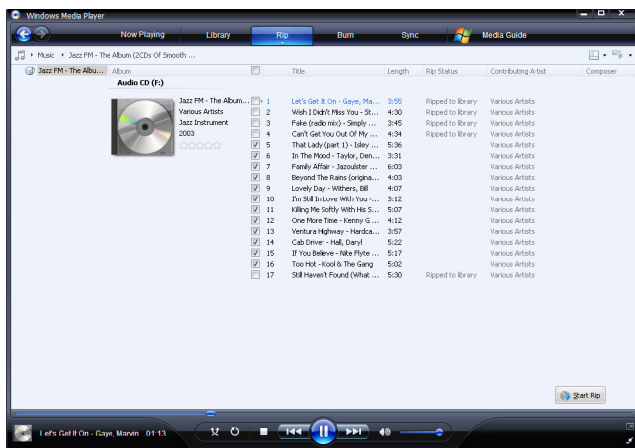 Windows Media Player
Now Playing Library Rip Burn Sync Media Guide
Music Jazz FM - The Album (2CDs Of Smooth ...
Jazz FM - The Albu... Album Title Length Rip Status Contributing Artist Composer
Audio CD (F:)
Jazz FM - The Album... 1 Let's Get It On - Gaye, Ma... 3:55 Ripped to library Various Artists
Various Artists 2 Wish I Didn't Miss You - St... 4:30 Ripped to library Various Artists
Jazz Instrument 3 Fake (radio mix) - Simply ... 3:45 Ripped to library Various Artists
2003 4 Can't Get You Out Of My ... 4:34 Ripped to library Various Artists
5 That Lady (part 1) - Isley ... 5:36 Various Artists
6 In The Mood - Taylor, Den... 3:31 Various Artists
7 Family Affair - Jazoulster ... 6:03 Various Artists
8 Beyond The Rains (origina... 4:03 Various Artists
9 Lovely Day - Withers, Bill 4:07 Various Artists
10 I'm Still In Love With You - ... 3:12 Various Artists
11 Killing Me Softly With His S... 5:07 Various Artists
12 One More Time - Kenny G ... 4:12 Various Artists
13 Ventura Highway - Hardca... 3:57 Various Artists
14 Cab Driver - Hall, Daryl 5:22 Various Artists
15 If You Believe - Nite Flyte ... 5:17 Various Artists
16 Too Hot - Kool & The Gang 5:02 Various Artists
17 Still Haven't Found (What ... 5:30 Ripped to library Various Artists
Start Rip
Let's Get It On - Gaye, Marvin 01:13